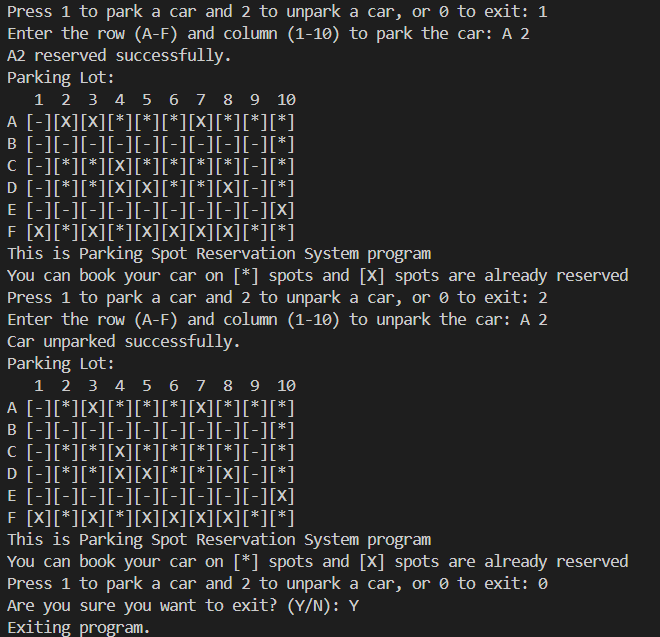 Press 1 to park a car and 2 to unpark a car, or 0 to exit: 1
Enter the row (A-F) and column (1-10) to park the car: A 2
A2 reserved successfully.
Parking Lot:
   1  2  3  4  5  6  7  8  9  10
A [-][X][X][*][*][*][X][*][*][*]
B [-][-][-][-][-][-][-][-][-][*]
C [-][*][*][X][*][*][*][*][-][*]
D [-][*][*][X][X][*][*][X][-][*]
E [-][-][-][-][-][-][-][-][-][X]
F [X][*][X][*][X][X][X][X][*][*]
This is Parking Spot Reservation System program
You can book your car on [*] spots and [X] spots are already reserved
Press 1 to park a car and 2 to unpark a car, or 0 to exit: 2
Enter the row (A-F) and column (1-10) to unpark the car: A 2
Car unparked successfully.
Parking Lot:
   1  2  3  4  5  6  7  8  9  10
A [-][*][X][*][*][*][X][*][*][*]
B [-][-][-][-][-][-][-][-][-][*]
C [-][*][*][X][*][*][*][*][-][*]
D [-][*][*][X][X][*][*][X][-][*]
E [-][-][-][-][-][-][-][-][-][X]
F [X][*][X][*][X][X][X][X][*][*]
This is Parking Spot Reservation System program
You can book your car on [*] spots and [X] spots are already reserved
Press 1 to park a car and 2 to unpark a car, or 0 to exit: 0
Are you sure you want to exit? (Y/N): Y
Exiting program.